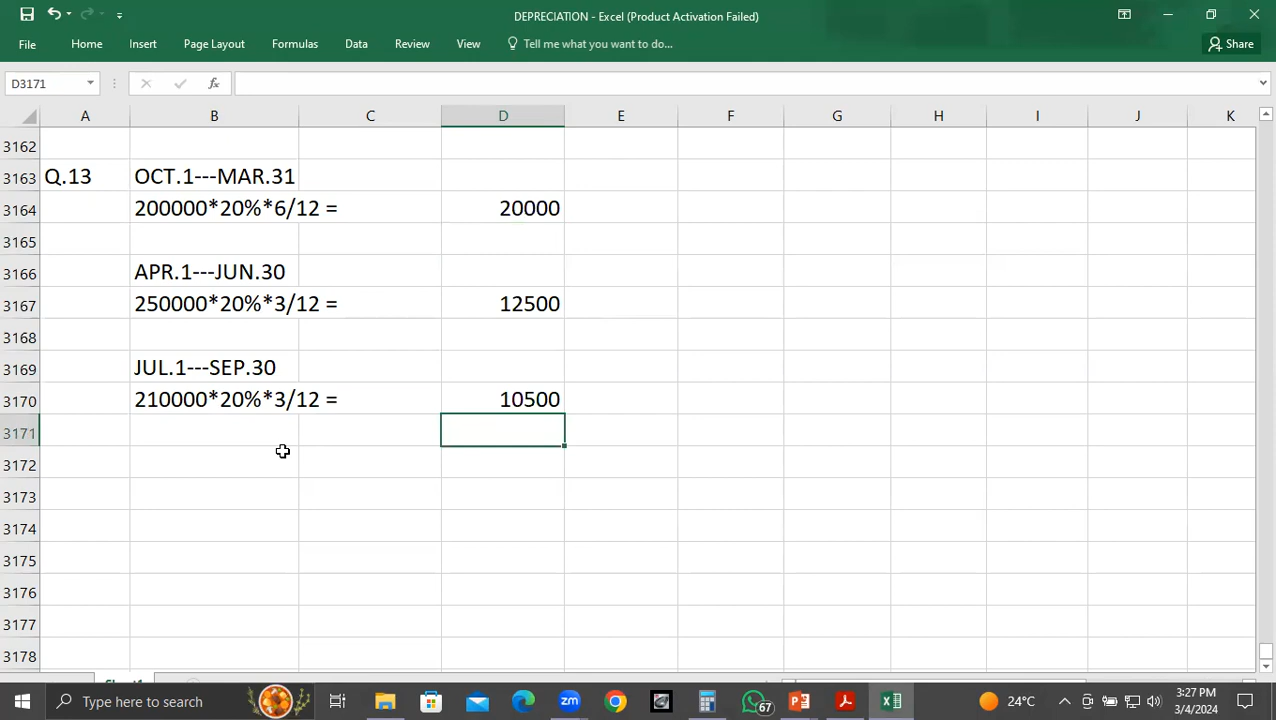 DEPRECIATION - Excel (Product Activation Failed)
File Home Insert Page Layout Formulas Data Review View Tell me what you want to do... Share
D3171
A B C D E F G H I J K
3162
3163 Q.13 OCT.1---MAR.31
3164 200000*20%*6/12 = 20000
3165
3166 APR.1---JUN.30
3167 250000*20%*3/12 = 12500
3168
3169 JUL.1---SEP.30
3170 210000*20%*3/12 = 10500
3171
3172
3173
3174
3175
3176
3177
3178
Type here to search 67 24°C 3:27 PM
3/4/2024